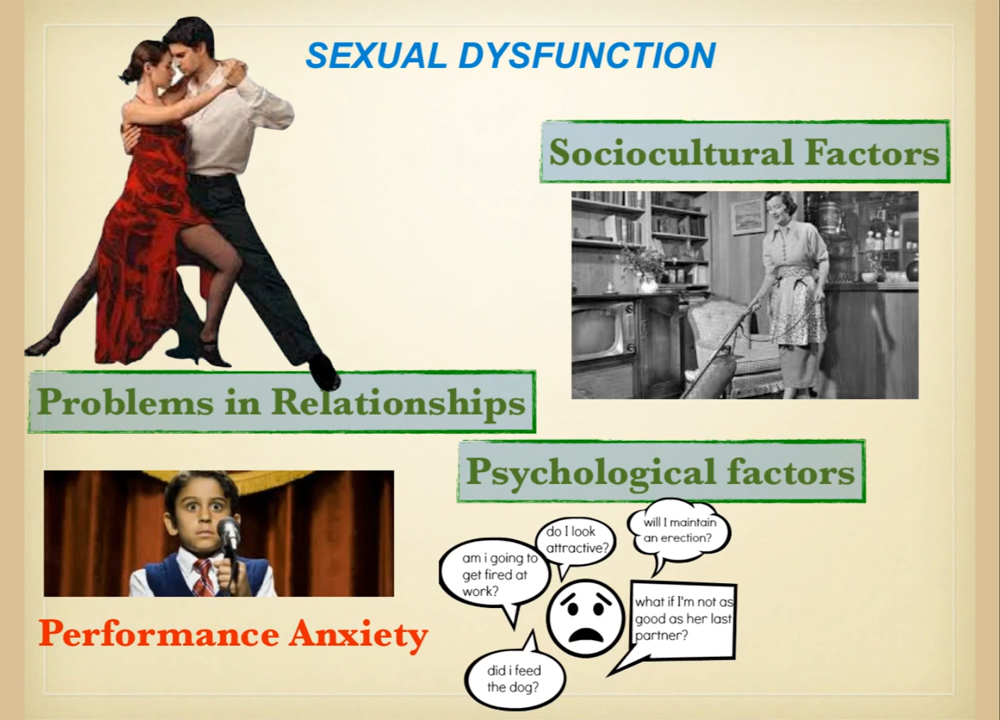 SEXUAL DYSFUNCTION
Sociocultural Factors
Problems in Relationships
Psychological factors
will I maintain
an erection?
do I look
attractive?
am i going to
get fired at
work?
what if I'm not as
good as her last
partner?
did i feed
the dog?
Performance Anxiety